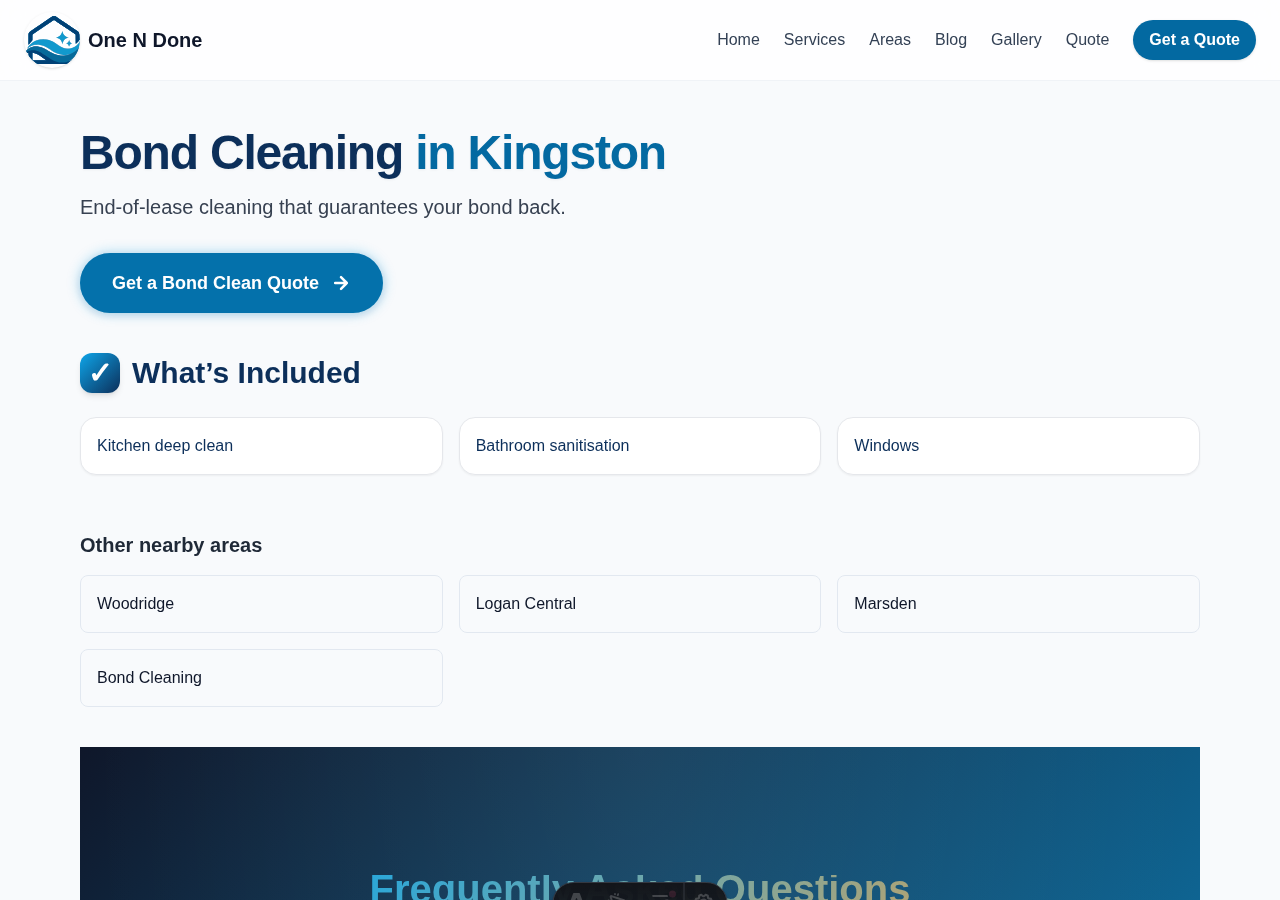 One N Done
Home Services Areas Blog Gallery Quote Get a Quote
Bond Cleaning in Kingston
End-of-lease cleaning that guarantees your bond back.
Get a Bond Clean Quote →
✓ What’s Included
Kitchen deep clean
Bathroom sanitisation
Windows
Other nearby areas
Woodridge
Logan Central
Marsden
Bond Cleaning
Frequently Asked Questions